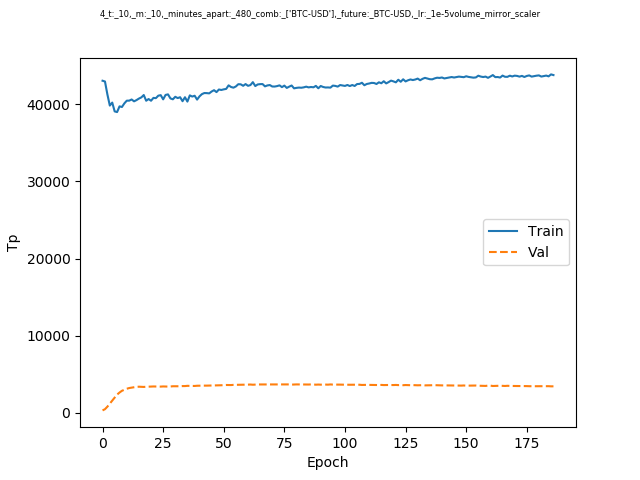 4_t:_10,_m:_10,_minutes_apart:_480_comb:_['BTC-USD'],_future:_BTC-USD,_lr:_1e-5volume_mirror_scaler
40000
30000
20000
10000
0
Tp
Train
Val
0 25 50 75 100 125 150 175
Epoch